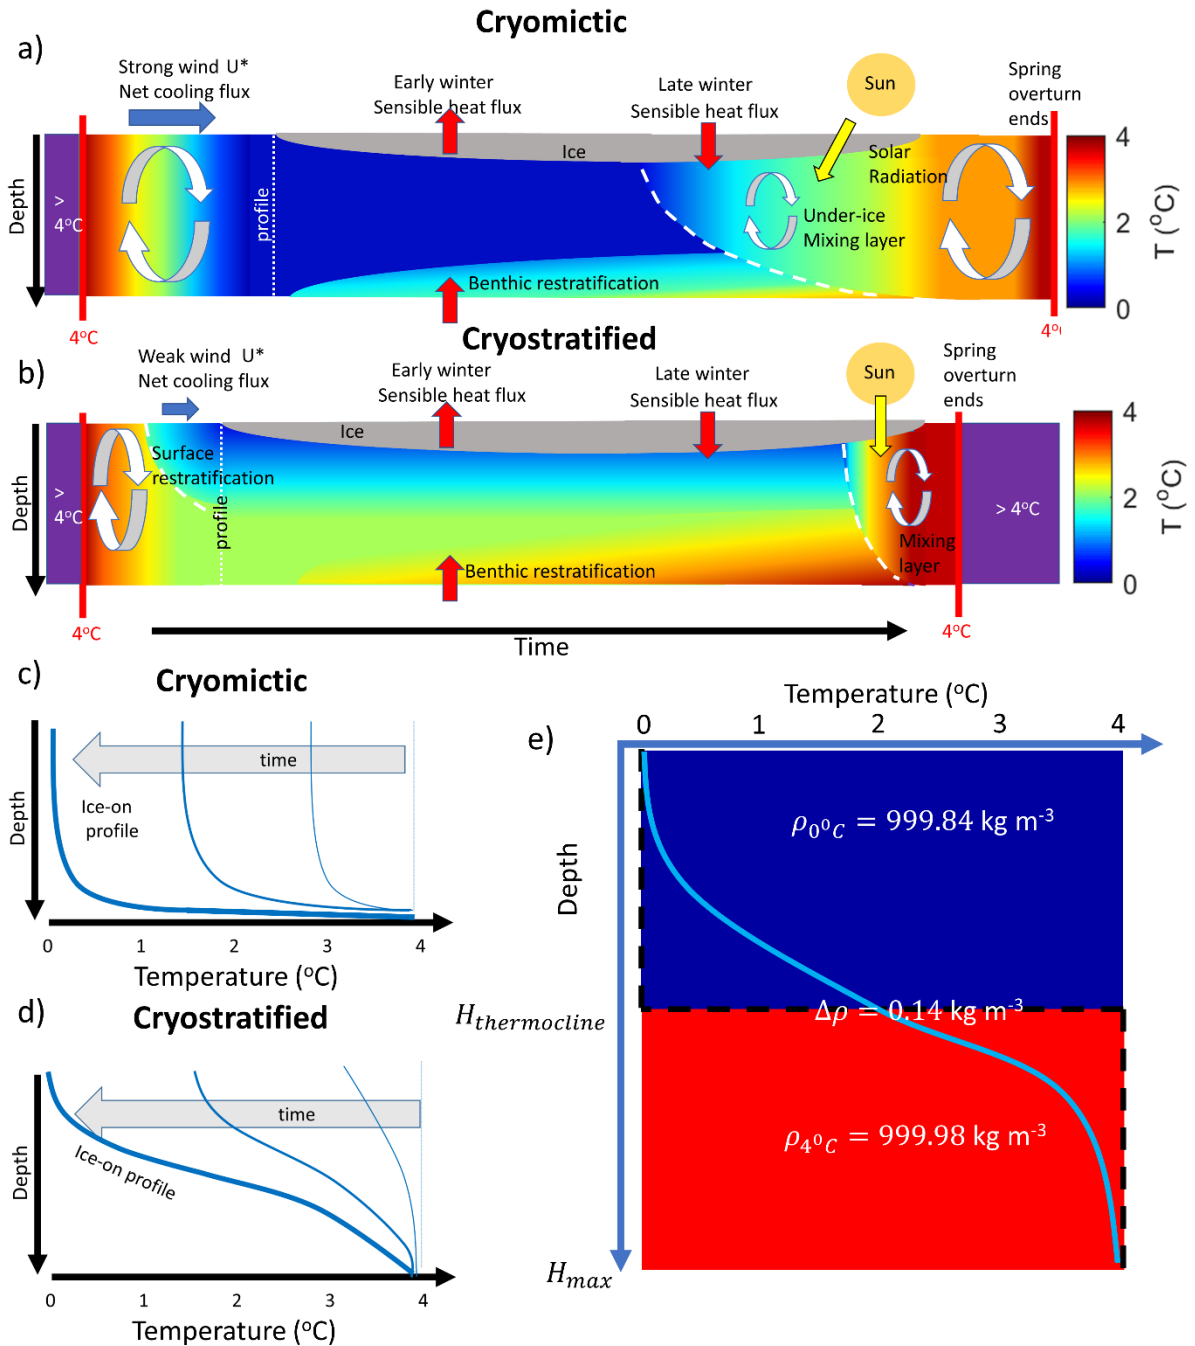 Cryomictic
a)
Strong wind U*
Net cooling flux
Early winter
Sensible heat flux
Late winter
Sensible heat flux
Sun
Spring
overturn
ends
Depth
>
4°C
profile
Ice
Solar
Radiation
Under-ice
Mixing layer
Benthic restratification
4°C
4°
4
2
0
T (°C)
Cryostratified
b)
Weak wind U*
Net cooling flux
Early winter
Sensible heat flux
Late winter
Sensible heat flux
Sun
Spring
overturn
ends
Depth
>
4°C
Surface
restratification
profile
Ice
Benthic restratification
Mixing
layer
> 4°C
4°C
4°C
4
2
0
T (°C)
Time
c)
Cryomictic
time
Ice-on
profile
Depth
0 1 2 3 4
Temperature (°C)
d)
Cryostratified
time
Ice-on profile
Depth
0 1 2 3 4
Temperature (°C)
e)
Temperature (°C)
0 1 2 3 4
Depth
ρ0°C = 999.84 kg m-3
Hthermocline
Δρ = 0.14 kg m-3
ρ4°C = 999.98 kg m-3
Hmax